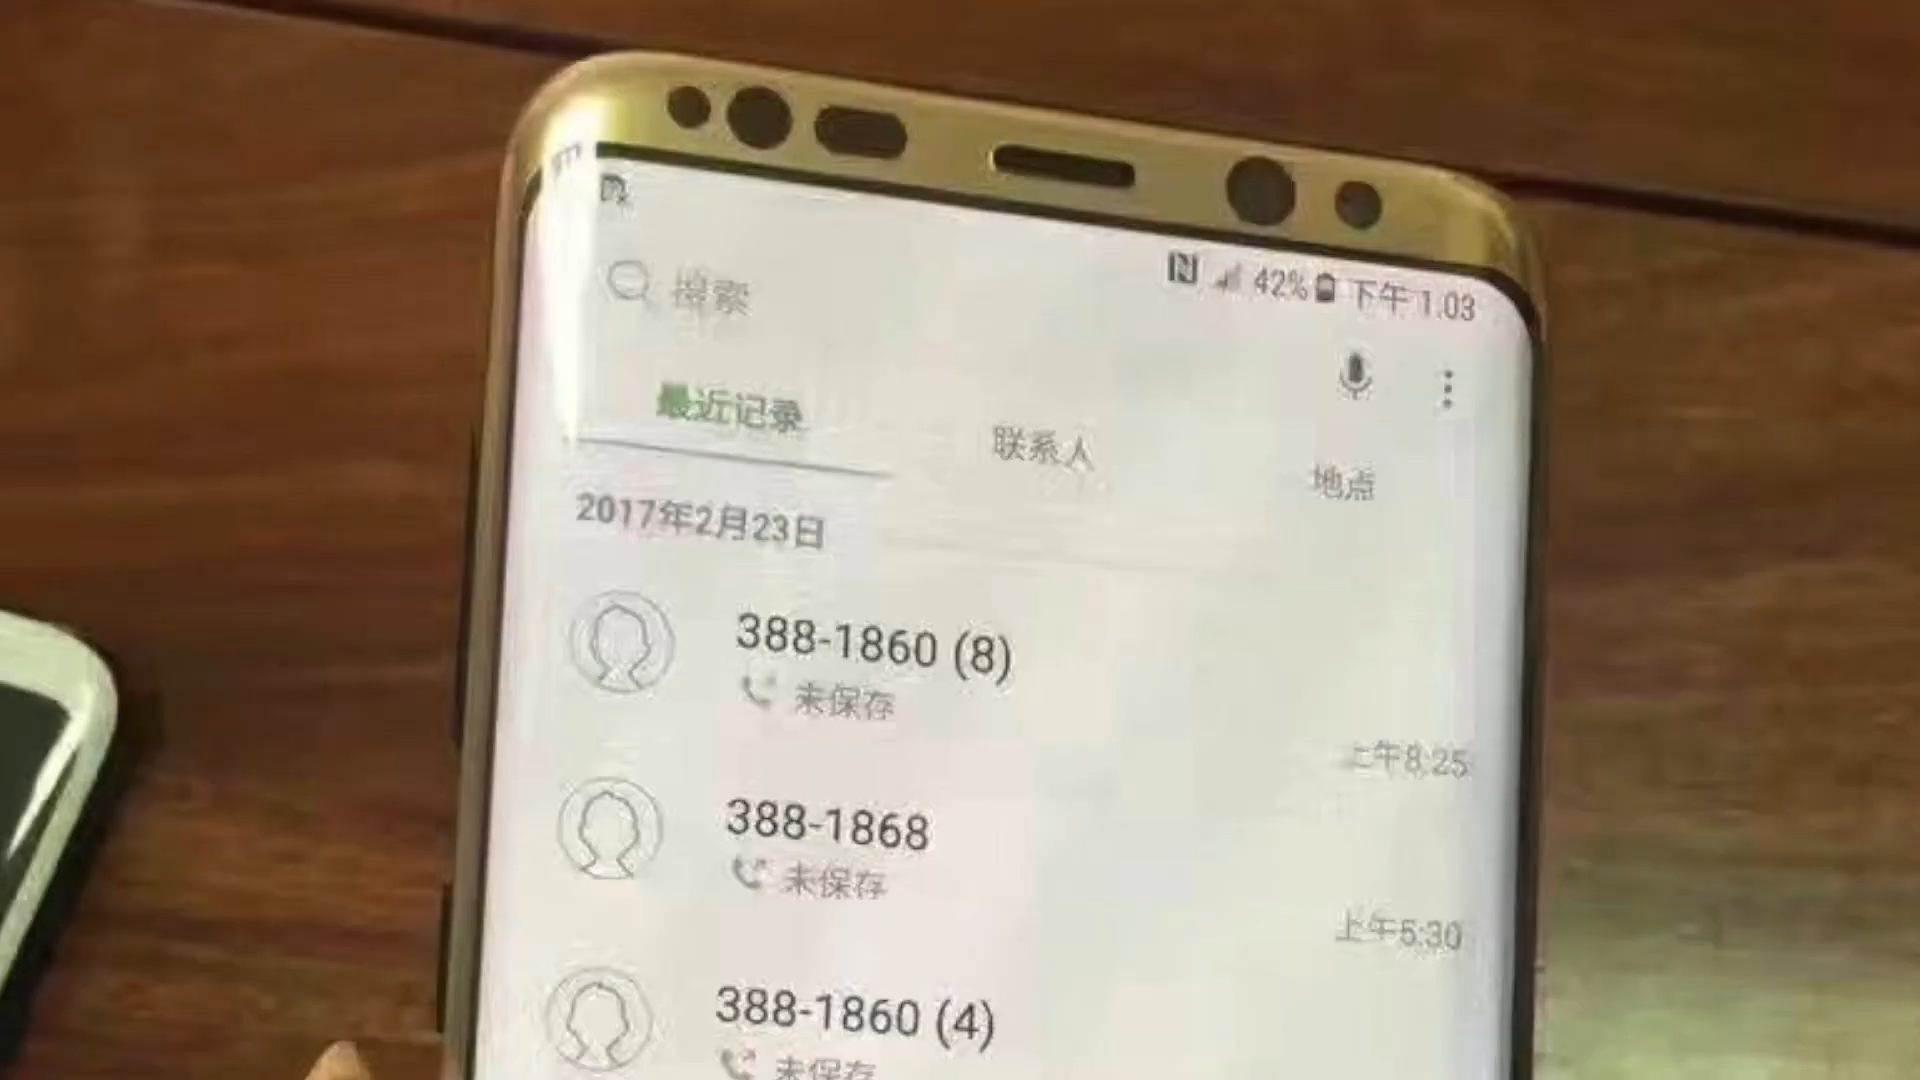 42% 下午 1.03
搜索
最近记录 联系人 地点
2017年2月23日
388-1860 (8)
未保存
上午8:25
388-1868
未保存
上午5:30
388-1860 (4)
未保存